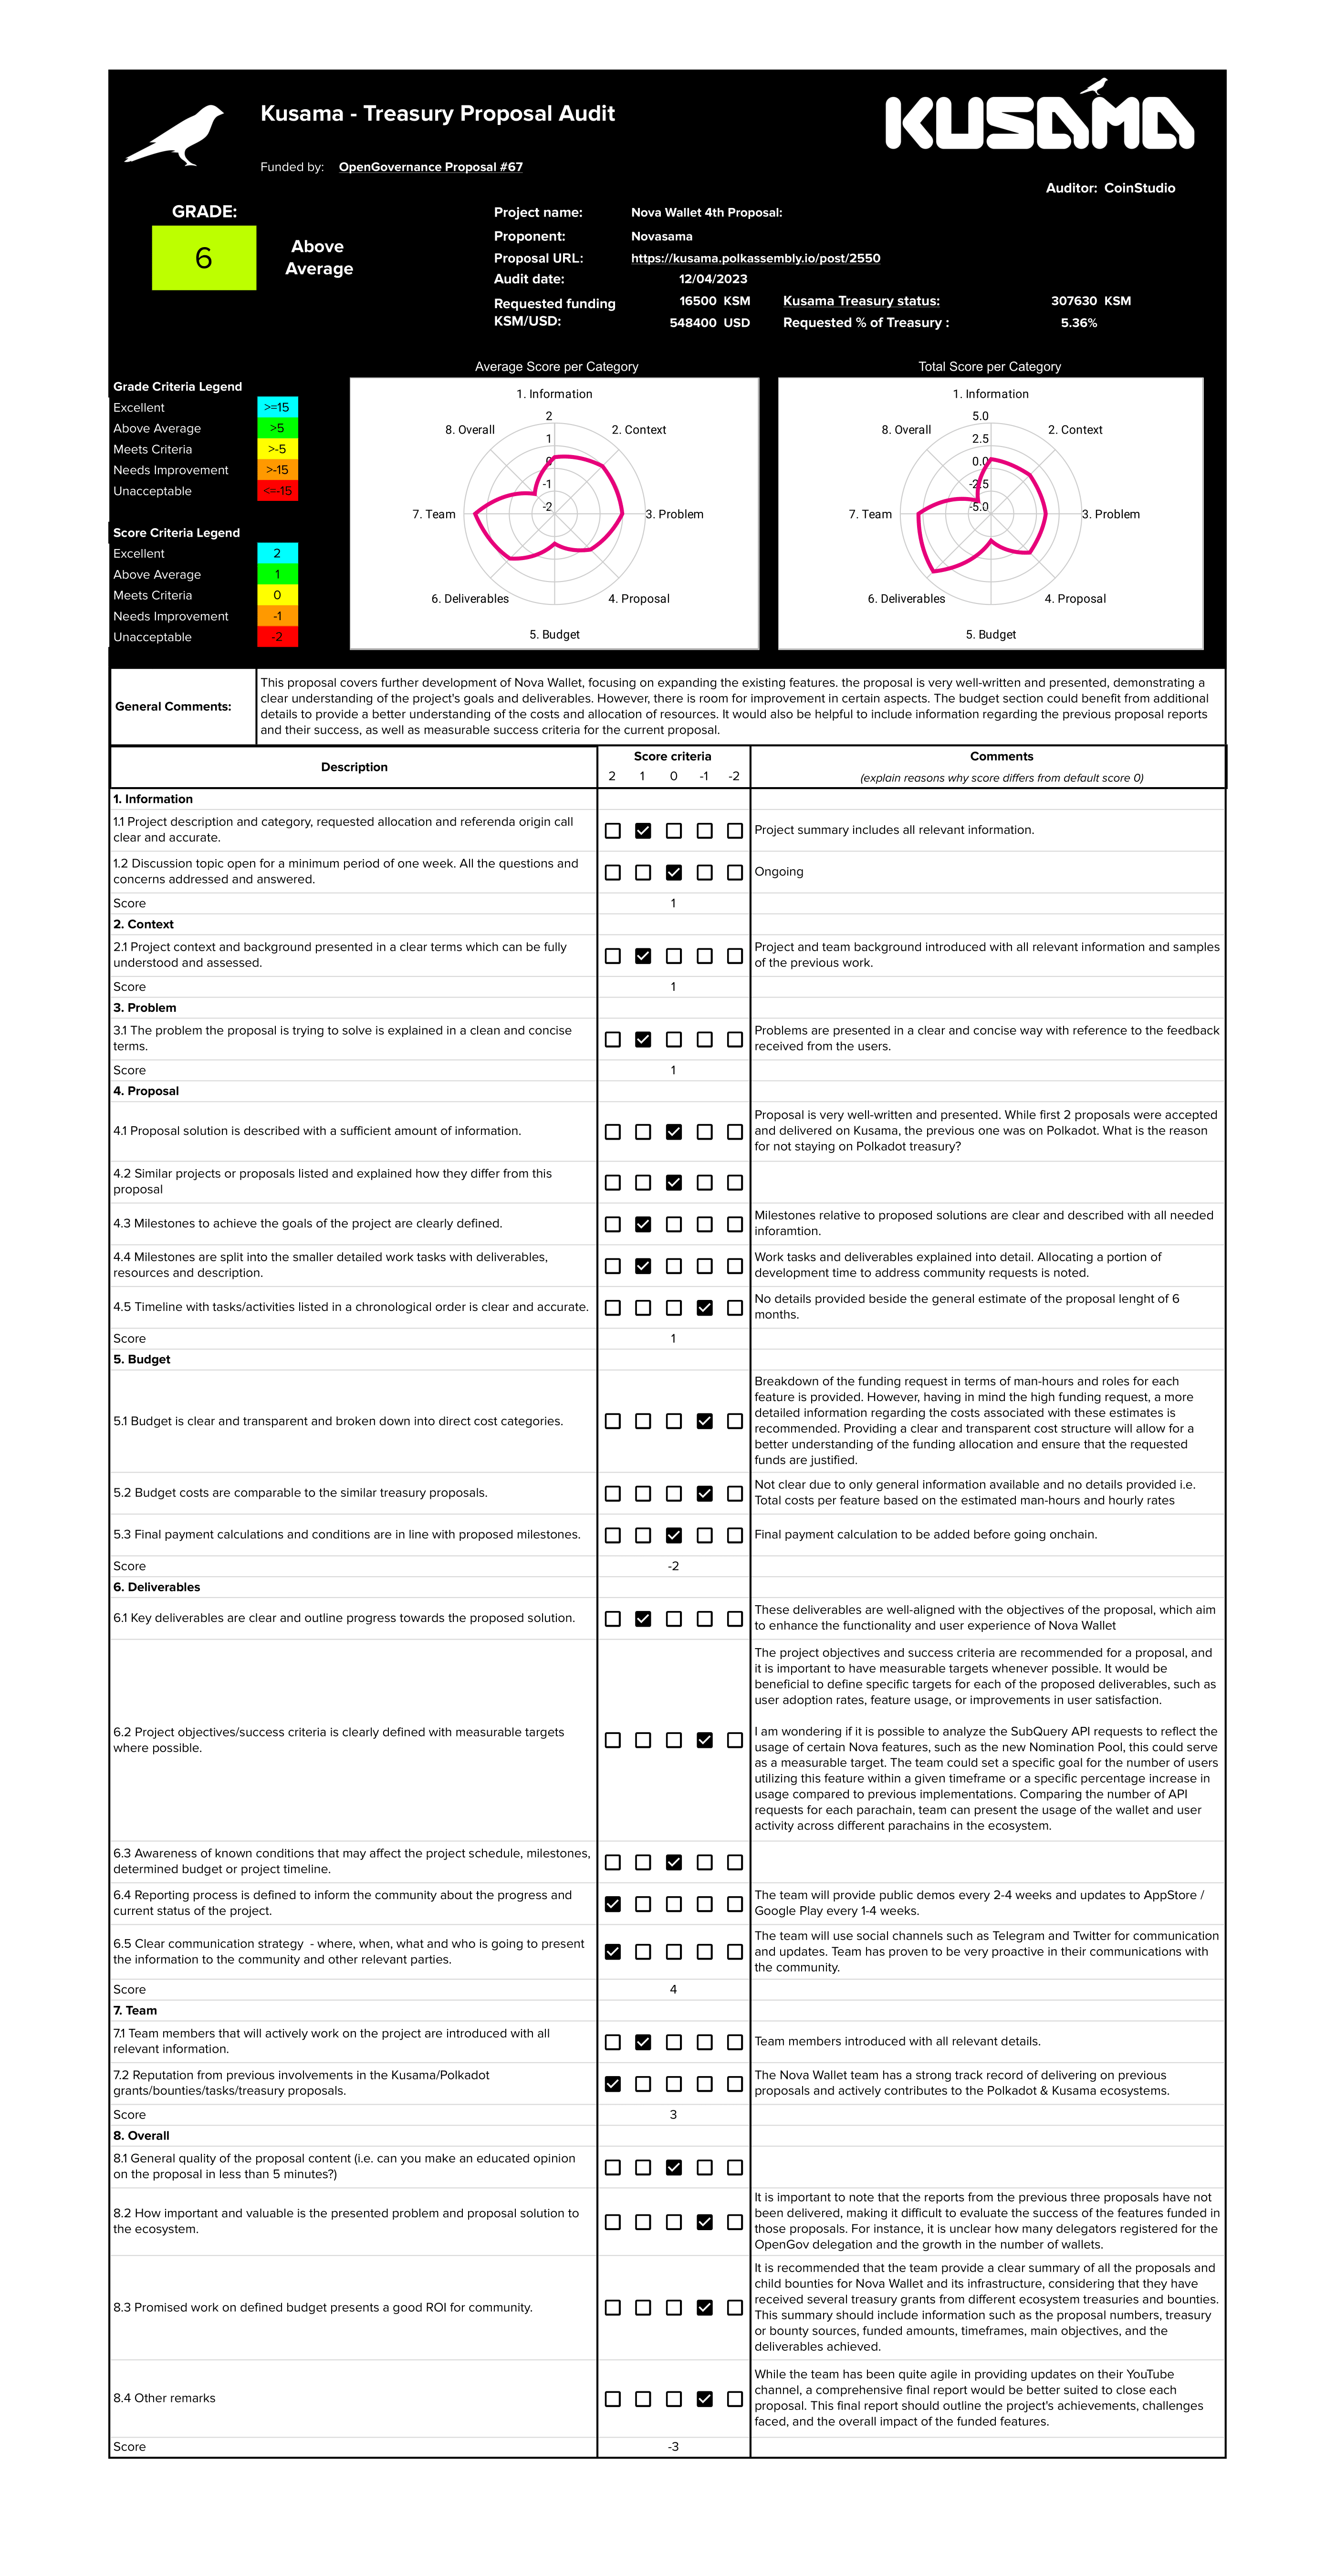 Kusama - Treasury Proposal Audit
KUSAMA
Funded by: OpenGovernance Proposal #67
Auditor: CoinStudio
GRADE:
6
Above
Average
Project name: Nova Wallet 4th Proposal:
Proponent: Novasama
Proposal URL: https://kusama.polkassembly.io/post/2550
Audit date: 12/04/2023
Requested funding
KSM/USD:
16500 KSM
548400 USD
Kusama Treasury status: 307630 KSM
Requested % of Treasury : 5.36%
Grade Criteria Legend
Excellent >=15
Above Average >5
Meets Criteria >-5
Needs Improvement >-15
Unacceptable <=-15
Score Criteria Legend
Excellent 2
Above Average 1
Meets Criteria 0
Needs Improvement -1
Unacceptable -2
Average Score per Category
1. Information
2. Context
3. Problem
4. Proposal
5. Budget
6. Deliverables
7. Team
8. Overall
2
1
0
-1
-2
Total Score per Category
1. Information
2. Context
3. Problem
4. Proposal
5. Budget
6. Deliverables
7. Team
8. Overall
5.0
2.5
0.0
-2.5
-5.0
General Comments:
This proposal covers further development of Nova Wallet, focusing on expanding the existing features. the proposal is very well-written and presented, demonstrating a
clear understanding of the project's goals and deliverables. However, there is room for improvement in certain aspects. The budget section could benefit from additional
details to provide a better understanding of the costs and allocation of resources. It would also be helpful to include information regarding the previous proposal reports
and their success, as well as measurable success criteria for the current proposal.
Description
Score criteria
2 1 0 -1 -2
Comments
(explain reasons why score differs from default score 0)
1. Information
1.1 Project description and category, requested allocation and referenda origin call
clear and accurate.
Project summary includes all relevant information.
1.2 Discussion topic open for a minimum period of one week. All the questions and
concerns addressed and answered.
Ongoing
Score 1
2. Context
2.1 Project context and background presented in a clear terms which can be fully
understood and assessed.
Project and team background introduced with all relevant information and samples
of the previous work.
Score 1
3. Problem
3.1 The problem the proposal is trying to solve is explained in a clean and concise
terms.
Problems are presented in a clear and concise way with reference to the feedback
received from the users.
Score 1
4. Proposal
4.1 Proposal solution is described with a sufficient amount of information.
Proposal is very well-written and presented. While first 2 proposals were accepted
and delivered on Kusama, the previous one was on Polkadot. What is the reason
for not staying on Polkadot treasury?
4.2 Similar projects or proposals listed and explained how they differ from this
proposal
4.3 Milestones to achieve the goals of the project are clearly defined.
Milestones relative to proposed solutions are clear and described with all needed
inforamtion.
4.4 Milestones are split into the smaller detailed work tasks with deliverables,
resources and description.
Work tasks and deliverables explained into detail. Allocating a portion of
development time to address community requests is noted.
4.5 Timeline with tasks/activities listed in a chronological order is clear and accurate.
No details provided beside the general estimate of the proposal lenght of 6
months.
Score 1
5. Budget
5.1 Budget is clear and transparent and broken down into direct cost categories.
Breakdown of the funding request in terms of man-hours and roles for each
feature is provided. However, having in mind the high funding request, a more
detailed information regarding the costs associated with these estimates is
recommended. Providing a clear and transparent cost structure will allow for a
better understanding of the funding allocation and ensure that the requested
funds are justified.
5.2 Budget costs are comparable to the similar treasury proposals.
Not clear due to only general information available and no details provided i.e.
Total costs per feature based on the estimated man-hours and hourly rates
5.3 Final payment calculations and conditions are in line with proposed milestones.
Final payment calculation to be added before going onchain.
Score -2
6. Deliverables
6.1 Key deliverables are clear and outline progress towards the proposed solution.
These deliverables are well-aligned with the objectives of the proposal, which aim
to enhance the functionality and user experience of Nova Wallet
6.2 Project objectives/success criteria is clearly defined with measurable targets
where possible.
The project objectives and success criteria are recommended for a proposal, and
it is important to have measurable targets whenever possible. It would be
beneficial to define specific targets for each of the proposed deliverables, such as
user adoption rates, feature usage, or improvements in user satisfaction.
I am wondering if it is possible to analyze the SubQuery API requests to reflect the
usage of certain Nova features, such as the new Nomination Pool, this could serve
as a measurable target. The team could set a specific goal for the number of users
utilizing this feature within a given timeframe or a specific percentage increase in
usage compared to previous implementations. Comparing the number of API
requests for each parachain, team can present the usage of the wallet and user
activity across different parachains in the ecosystem.
6.3 Awareness of known conditions that may affect the project schedule, milestones,
determined budget or project timeline.
6.4 Reporting process is defined to inform the community about the progress and
current status of the project.
The team will provide public demos every 2-4 weeks and updates to AppStore /
Google Play every 1-4 weeks.
6.5 Clear communication strategy - where, when, what and who is going to present
the information to the community and other relevant parties.
The team will use social channels such as Telegram and Twitter for communication
and updates. Team has proven to be very proactive in their communications with
the community.
Score 4
7. Team
7.1 Team members that will actively work on the project are introduced with all
relevant information.
Team members introduced with all relevant details.
7.2 Reputation from previous involvements in the Kusama/Polkadot
grants/bounties/tasks/treasury proposals.
The Nova Wallet team has a strong track record of delivering on previous
proposals and actively contributes to the Polkadot & Kusama ecosystems.
Score 3
8. Overall
8.1 General quality of the proposal content (i.e. can you make an educated opinion
on the proposal in less than 5 minutes?)
8.2 How important and valuable is the presented problem and proposal solution to
the ecosystem.
It is important to note that the reports from the previous three proposals have not
been delivered, making it difficult to evaluate the success of the features funded in
those proposals. For instance, it is unclear how many delegators registered for the
OpenGov delegation and the growth in the number of wallets.
8.3 Promised work on defined budget presents a good ROI for community.
It is recommended that the team provide a clear summary of all the proposals and
child bounties for Nova Wallet and its infrastructure, considering that they have
received several treasury grants from different ecosystem treasuries and bounties.
This summary should include information such as the proposal numbers, treasury
or bounty sources, funded amounts, timeframes, main objectives, and the
deliverables achieved.
8.4 Other remarks
While the team has been quite agile in providing updates on their YouTube
channel, a comprehensive final report would be better suited to close each
proposal. This final report should outline the project's achievements, challenges
faced, and the overall impact of the funded features.
Score -3